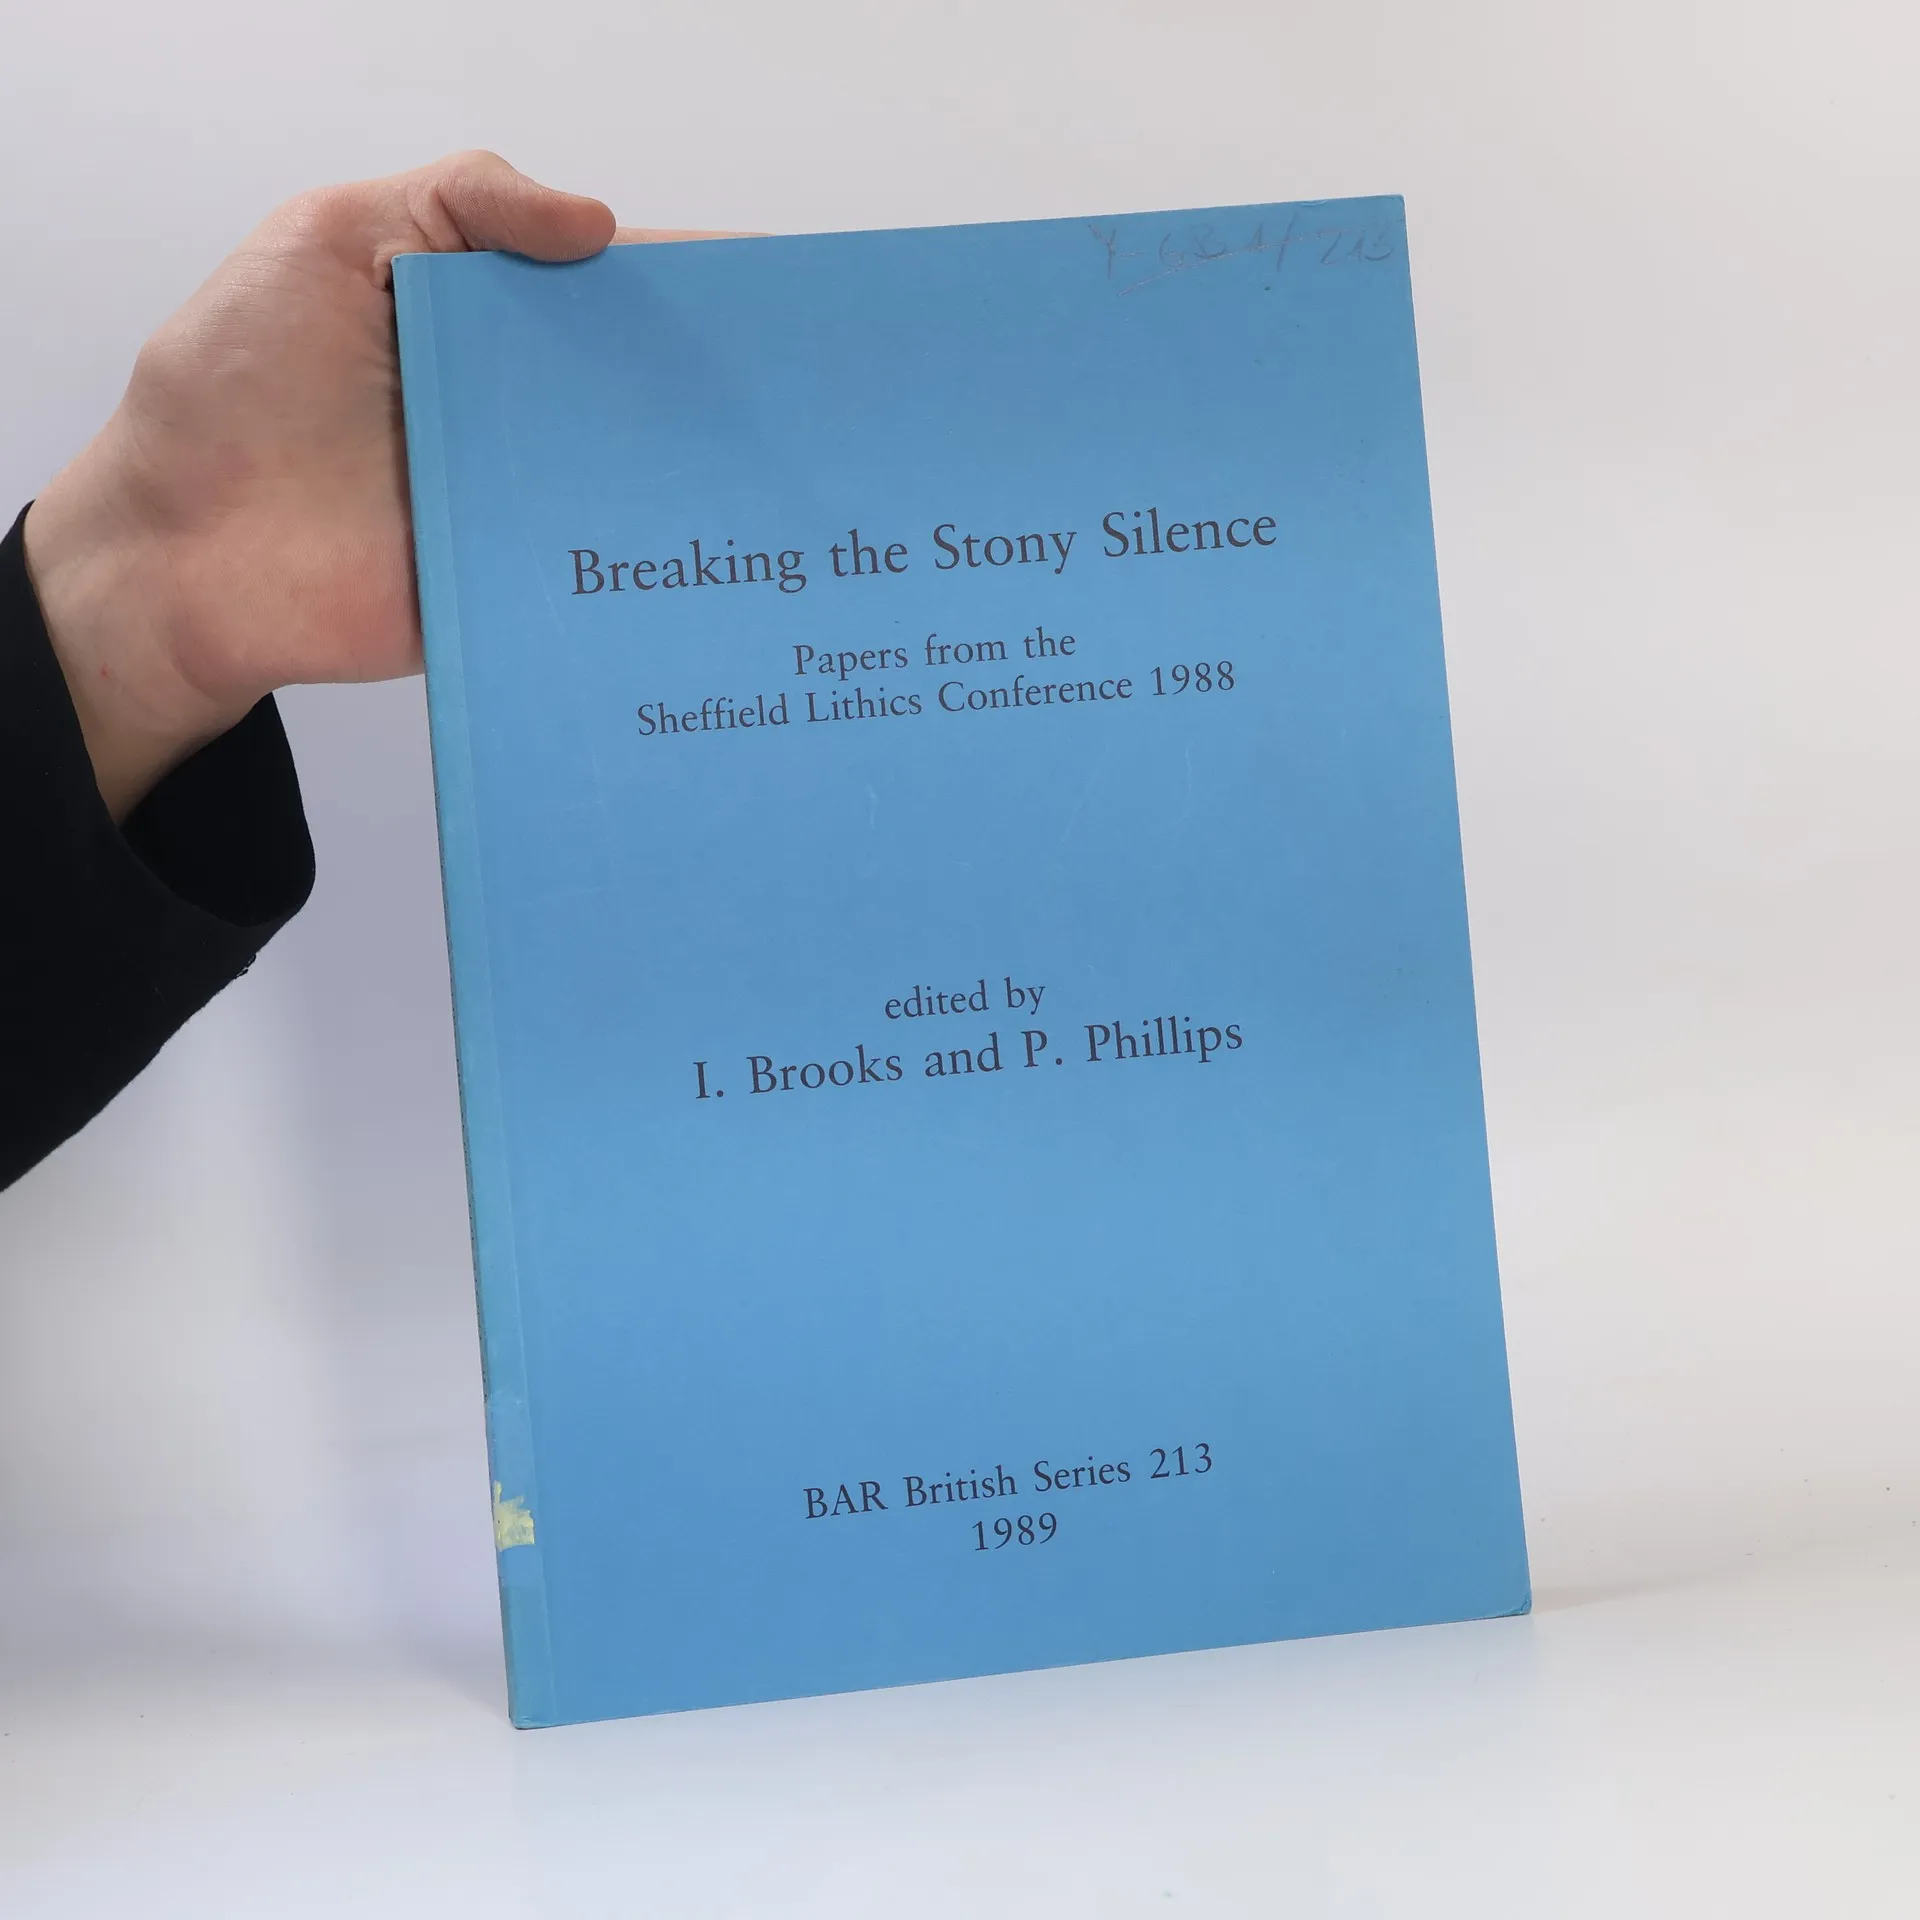 213
Breaking the Stony Silence
Papers from the
Sheffield Lithics Conference 1988
edited by
I. Brooks and P. Phillips
BAR British Series 213
1989